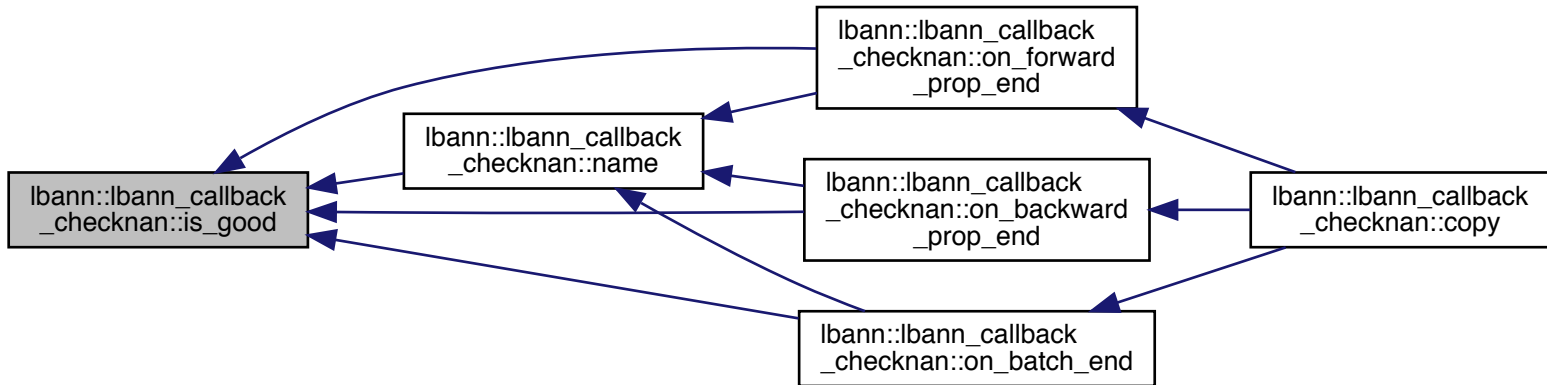 lbann::lbann_callback
_checknan::is_good
lbann::lbann_callback
_checknan::name
lbann::lbann_callback
_checknan::on_forward
_prop_end
lbann::lbann_callback
_checknan::on_backward
_prop_end
lbann::lbann_callback
_checknan::on_batch_end
lbann::lbann_callback
_checknan::copy